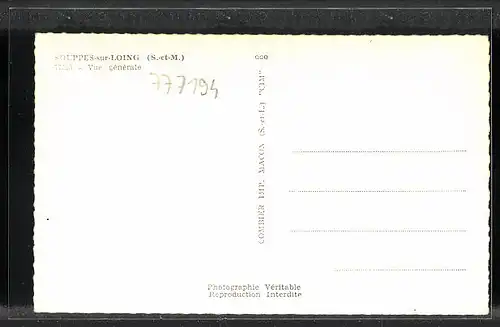 SOUPPES-sur-LOING (S.-et-M.)
Vue générale
777194
COMBIER IMP. MACON (S.-et-L.) "CIM"
Photographie Véritable
Reproduction Interdite